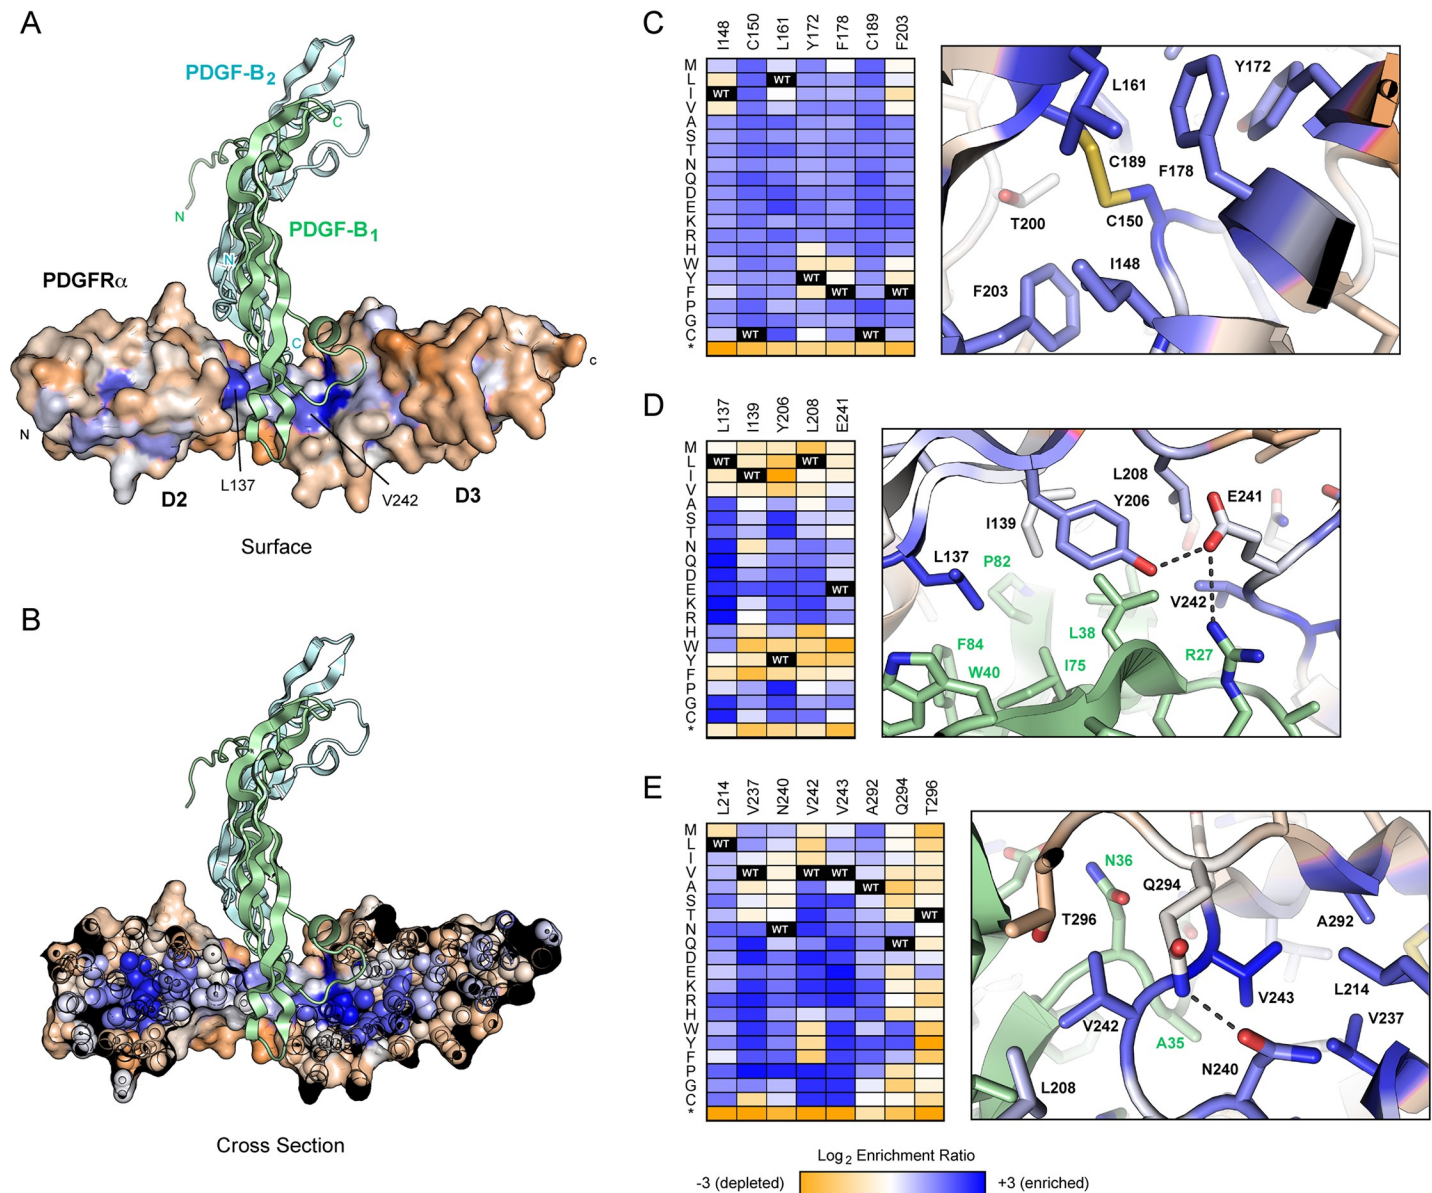 A
PDGF-B2
C
N
PDGF-B1
N
PDGFRα
C
c
N
L137
D2
V242
D3
Surface
B
Cross Section
C
I148 C150 L161 Y172 F178 C189 F203
M
L WT
I WT
V
A
S
T
N
Q
D
E
K
R
H
W
Y WT
F WT WT
P
G
C WT WT
*
Y172
L161
C189
F178
T200
C150
I148
F203
D
L137 I139 Y206 L208 E241
M
L WT WT
I WT
V
A
S
T
N
Q
D
E WT
K
R
H
W
Y WT
F
P
G
C
*
L208
Y206
E241
I139
L137
P82
V242
L38
F84
W40
I75
R27
E
L214 V237 N240 V242 V243 A292 Q294 T296
M
L WT
I
V WT WT WT
A WT
S
T WT
N WT
Q WT
D
E
K
R
H
W
Y
F
P
G
C
*
N36
Q294
T296
A292
V243
L214
V242
V237
A35
N240
L208
Log2 Enrichment Ratio
-3 (depleted) +3 (enriched)